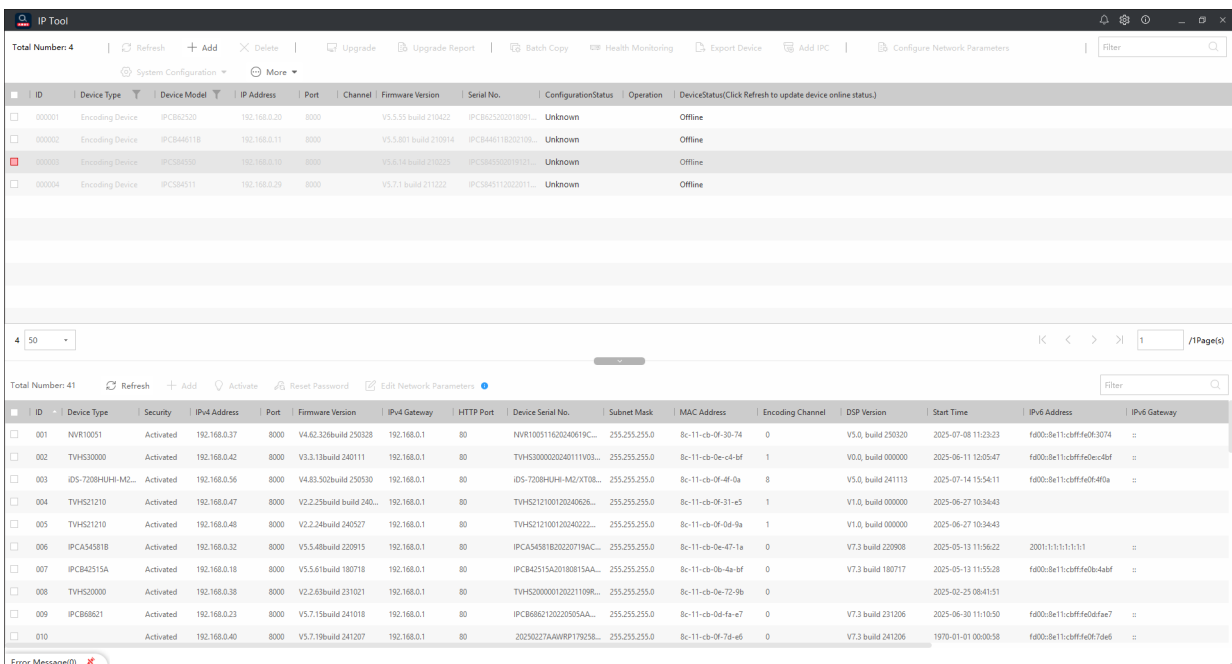 IP Tool
Total Number: 4 Refresh Add Delete Upgrade Upgrade Report Batch Copy Health Monitoring Export Device Add IPC Configure Network Parameters Filter
System Configuration More
ID Device Type Device Model IP Address Port Channel Firmware Version Serial No. ConfigurationStatus Operation DeviceStatus(Click Refresh to update device online status.)
000001 Encoding Device IPCB62520 192.168.0.20 8000 V5.5.55 build 210422 IPCB625202018091... Unknown Offline
000002 Encoding Device IPCB44611B 192.168.0.11 8000 V5.5.801 build 210914 IPCB44611B202109... Unknown Offline
000003 Encoding Device IPCS84550 192.168.0.10 8000 V5.6.14 build 210225 Unknown Offline
000004 Encoding Device IPCS84511 192.168.0.29 8000 V5.7.1 build 211222 IPCS845112022011... Unknown Offline
4 50 1 /1Page(s)
Total Number: 41 Refresh Add Activate Reset Password Edit Network Parameters Filter
ID Device Type Security IPv4 Address Port Firmware Version IPv4 Gateway HTTP Port Device Serial No. Subnet Mask MAC Address Encoding Channel DSP Version Start Time IPv6 Address IPv6 Gateway
001 NVR10051 Activated 192.168.0.37 8000 V4.62.326build 250328 192.168.0.1 80 NVR100511620240619C... 255.255.255.0 8c-11-cb-0f-30-74 0 V5.0, build 250320 2025-07-08 11:23:23 fd00::8e11:cbff:fe0f:3074 ::
002 TVHS30000 Activated 192.168.0.42 8000 V3.3.13build 240111 192.168.0.1 80 TVHS3000020240111V03... 255.255.255.0 8c-11-cb-0e-c4-bf 1 V0.0, build 000000 2025-06-11 12:05:47 fd00::8e11:cbff:fe0e:c4bf ::
003 iDS-7208HUHI-M2... Activated 192.168.0.56 8000 V4.83.502build 250530 192.168.0.1 80 iDS-7208HUHI-M2/XT08... 255.255.255.0 8c-11-cb-0f-4f-0a 8 V5.0, build 241113 2025-07-14 15:54:11 fd00::8e11:cbff:fe0f:4f0a ::
004 TVHS21210 Activated 192.168.0.47 8000 V2.2.25build build 240... 192.168.0.1 80 TVHS212100120240626... 255.255.255.0 8c-11-cb-0f-31-e5 1 V1.0, build 000000 2025-06-27 10:34:43
005 TVHS21210 Activated 192.168.0.48 8000 V2.2.24build 240527 192.168.0.1 80 TVHS212100120240222... 255.255.255.0 8c-11-cb-0f-0d-9a 1 V1.0, build 000000 2025-06-27 10:34:43
006 IPCA54581B Activated 192.168.0.32 8000 V5.5.48build 220915 192.168.0.1 80 IPCA54581B20220719AC... 255.255.255.0 8c-11-cb-0e-47-1a 0 V7.3 build 220908 2025-05-13 11:56:22 2001:1:1:1:1:1:1:1 ::
007 IPCB42515A Activated 192.168.0.18 8000 V5.5.61build 180718 192.168.0.1 80 IPCB42515A20180815AA... 255.255.255.0 8c-11-cb-0b-4a-bf 0 V7.3 build 180717 2025-05-13 11:55:28 fd00::8e11:cbff:fe0b:4abf ::
008 TVHS20000 Activated 192.168.0.38 8000 V2.2.63build 231021 192.168.0.1 80 TVHS200000120221109R... 255.255.255.0 8c-11-cb-0e-72-9b 0 2025-02-25 08:41:51
009 IPCB68621 Activated 192.168.0.23 8000 V5.7.15build 241018 192.168.0.1 80 IPCB6862120220505AA... 255.255.255.0 8c-11-cb-0d-fa-e7 0 V7.3 build 231206 2025-06-30 11:10:50 fd00::8e11:cbff:fe0d:fae7 ::
010 Activated 192.168.0.40 8000 V5.7.19build 241207 192.168.0.1 80 20250227AAWRP179258... 255.255.255.0 8c-11-cb-0f-7d-e6 0 V7.3 build 241206 1970-01-01 00:00:58 fd00::8e11:cbff:fe0f:7de6 ::
Error Message(0)